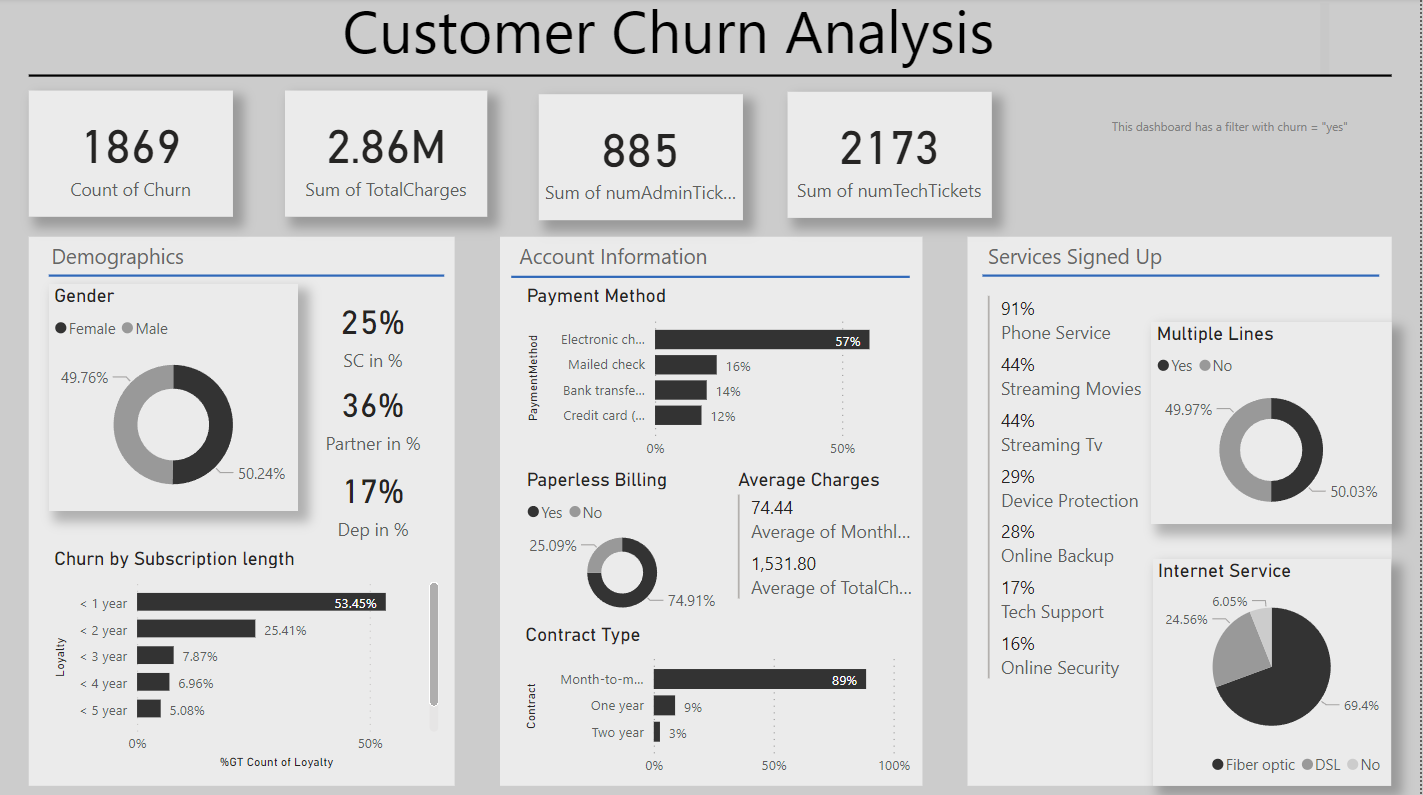 Customer Churn Analysis
1869
Count of Churn
2.86M
Sum of TotalCharges
885
Sum of numAdminTick...
2173
Sum of numTechTickets
This dashboard has a filter with churn = "yes"
Demographics
Gender
Female Male
49.76%
50.24%
25%
SC in %
36%
Partner in %
17%
Dep in %
Churn by Subscription length
Loyalty
< 1 year 53.45%
< 2 year 25.41%
< 3 year 7.87%
< 4 year 6.96%
< 5 year 5.08%
0% 50%
%GT Count of Loyalty
Account Information
Payment Method
PaymentMethod
Electronic ch... 57%
Mailed check 16%
Bank transfe... 14%
Credit card (... 12%
0% 50%
Paperless Billing
Yes No
25.09%
74.91%
Average Charges
74.44
Average of Monthl...
1,531.80
Average of TotalCh...
Contract Type
Contract
Month-to-m... 89%
One year 9%
Two year 3%
0% 50% 100%
Services Signed Up
91%
Phone Service
44%
Streaming Movies
44%
Streaming Tv
29%
Device Protection
28%
Online Backup
17%
Tech Support
16%
Online Security
Multiple Lines
Yes No
49.97%
50.03%
Internet Service
6.05%
24.56%
69.4%
Fiber optic DSL No